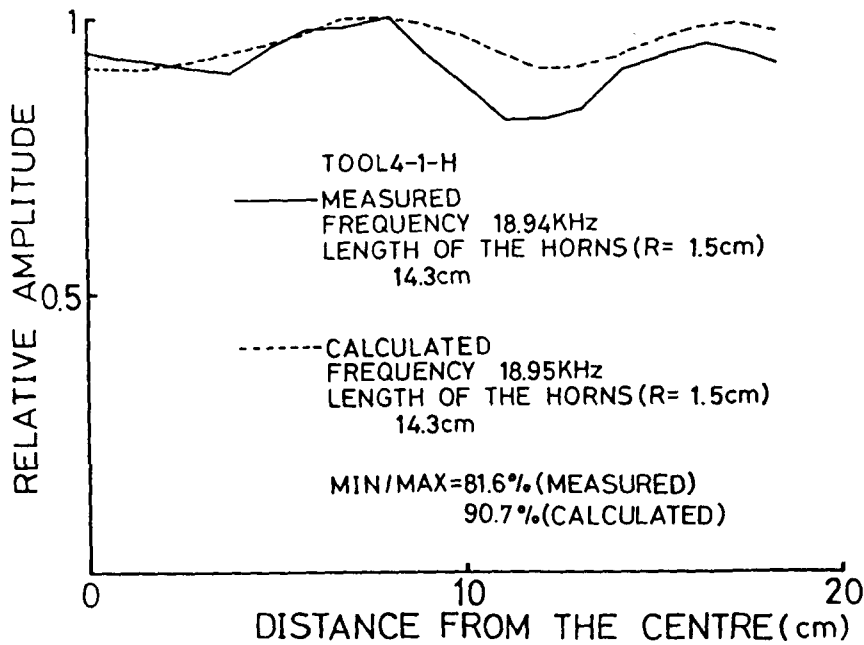 1
RELATIVE AMPLITUDE
0.5
TOOL4-1-H
MEASURED
FREQUENCY 18.94KHz
LENGTH OF THE HORNS(R= 1.5cm)
14.3cm
CALCULATED
FREQUENCY 18.95KHz
LENGTH OF THE HORNS(R= 1.5cm)
14.3cm
MIN/MAX=81.6%(MEASURED)
90.7%(CALCULATED)
0
10
20
DISTANCE FROM THE CENTRE(cm)